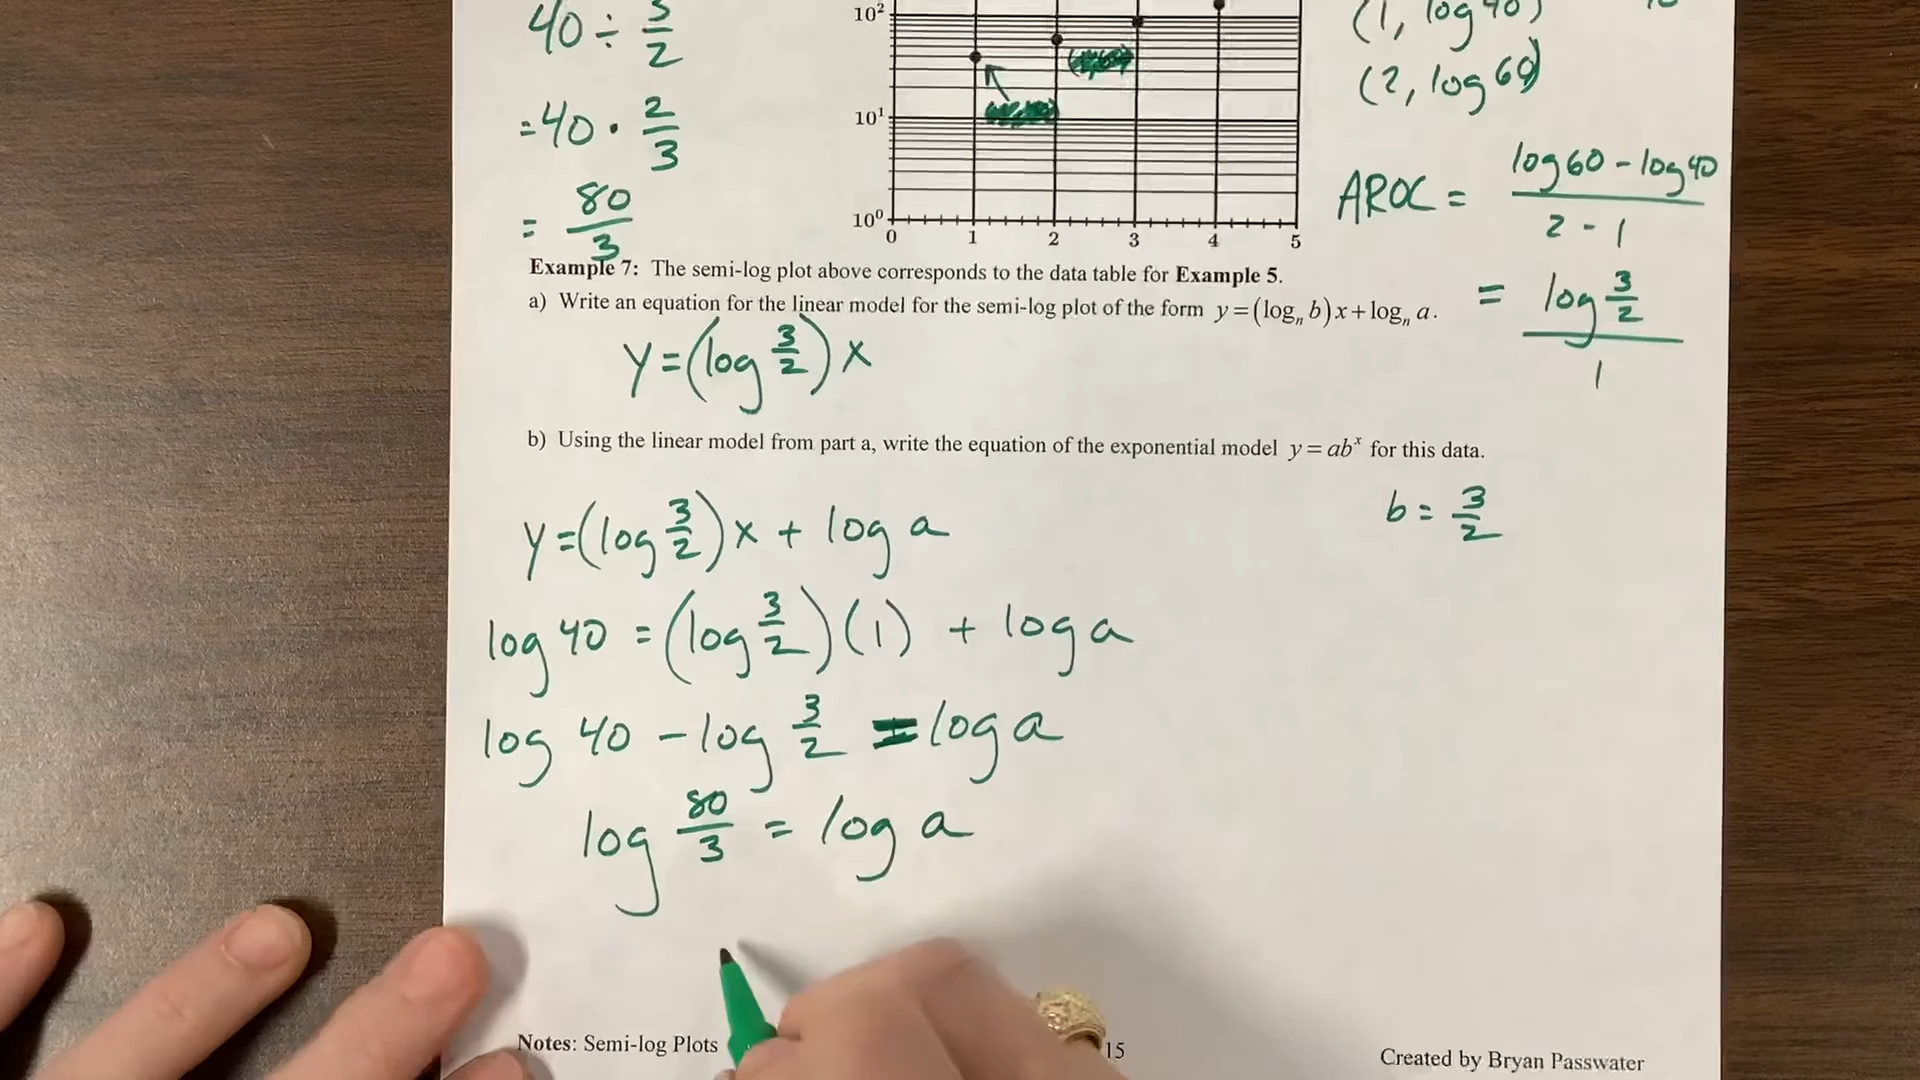 40 ÷ 3/2
= 40 · 2/3
= 80/3
10²
10¹
10⁰
0 1 2 3 4 5
(1, log 40)
(2, log 60)
AROC = (log 60 - log 40)/(2 - 1)
= (log 3/2)/1
Example 7: The semi-log plot above corresponds to the data table for Example 5.
a) Write an equation for the linear model for the semi-log plot of the form y = (logₙ b)x + logₙ a.
y = (log 3/2) x
b) Using the linear model from part a, write the equation of the exponential model y = abˣ for this data.
b = 3/2
y = (log 3/2) x + log a
log 40 = (log 3/2)(1) + log a
log 40 - log 3/2 = log a
log 80/3 = log a
Notes: Semi-log Plots
15
Created by Bryan Passwater